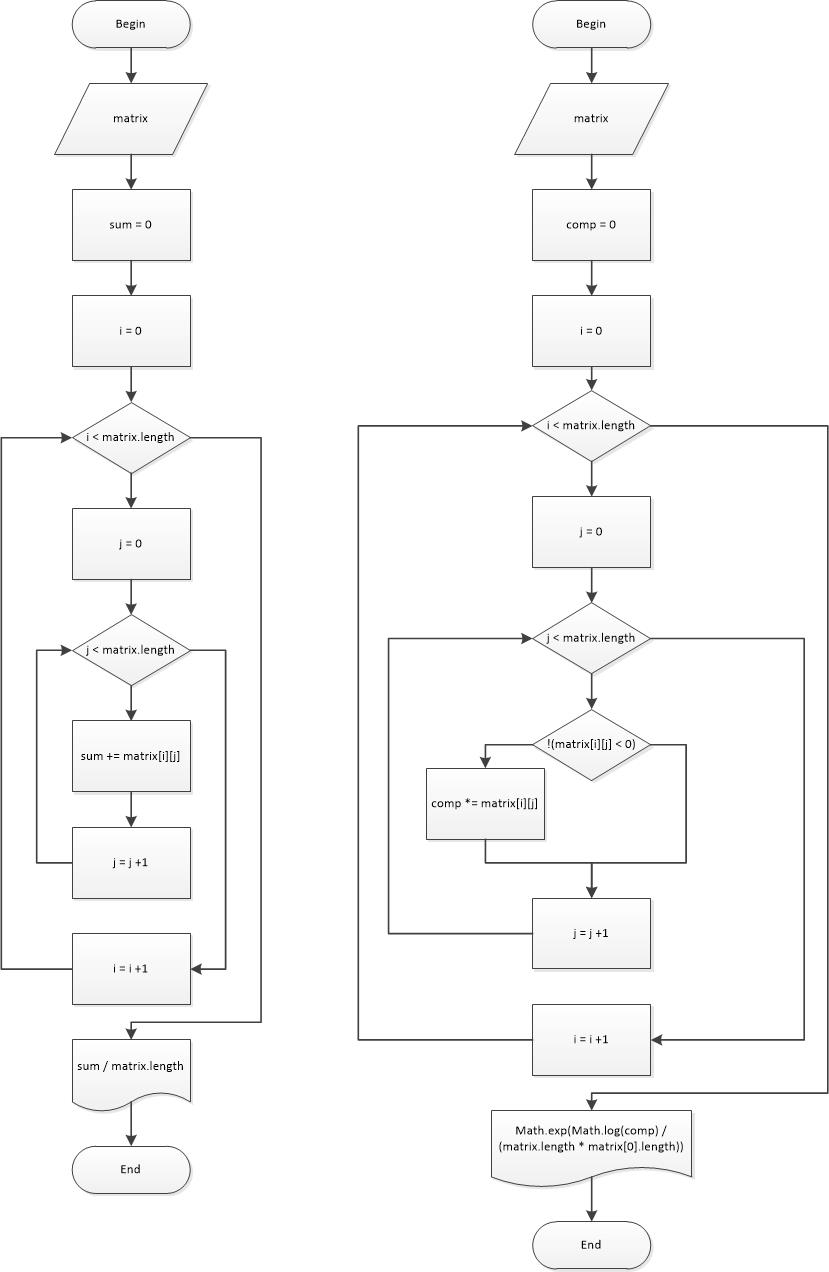 Begin
matrix
sum = 0
i = 0
i < matrix.length
j = 0
j < matrix.length
sum += matrix[i][j]
j = j +1
i = i +1
sum / matrix.length
End
Begin
matrix
comp = 0
i = 0
i < matrix.length
j = 0
j < matrix.length
!(matrix[i][j] < 0)
comp *= matrix[i][j]
j = j +1
i = i +1
Math.exp(Math.log(comp) /
(matrix.length * matrix[0].length))
End